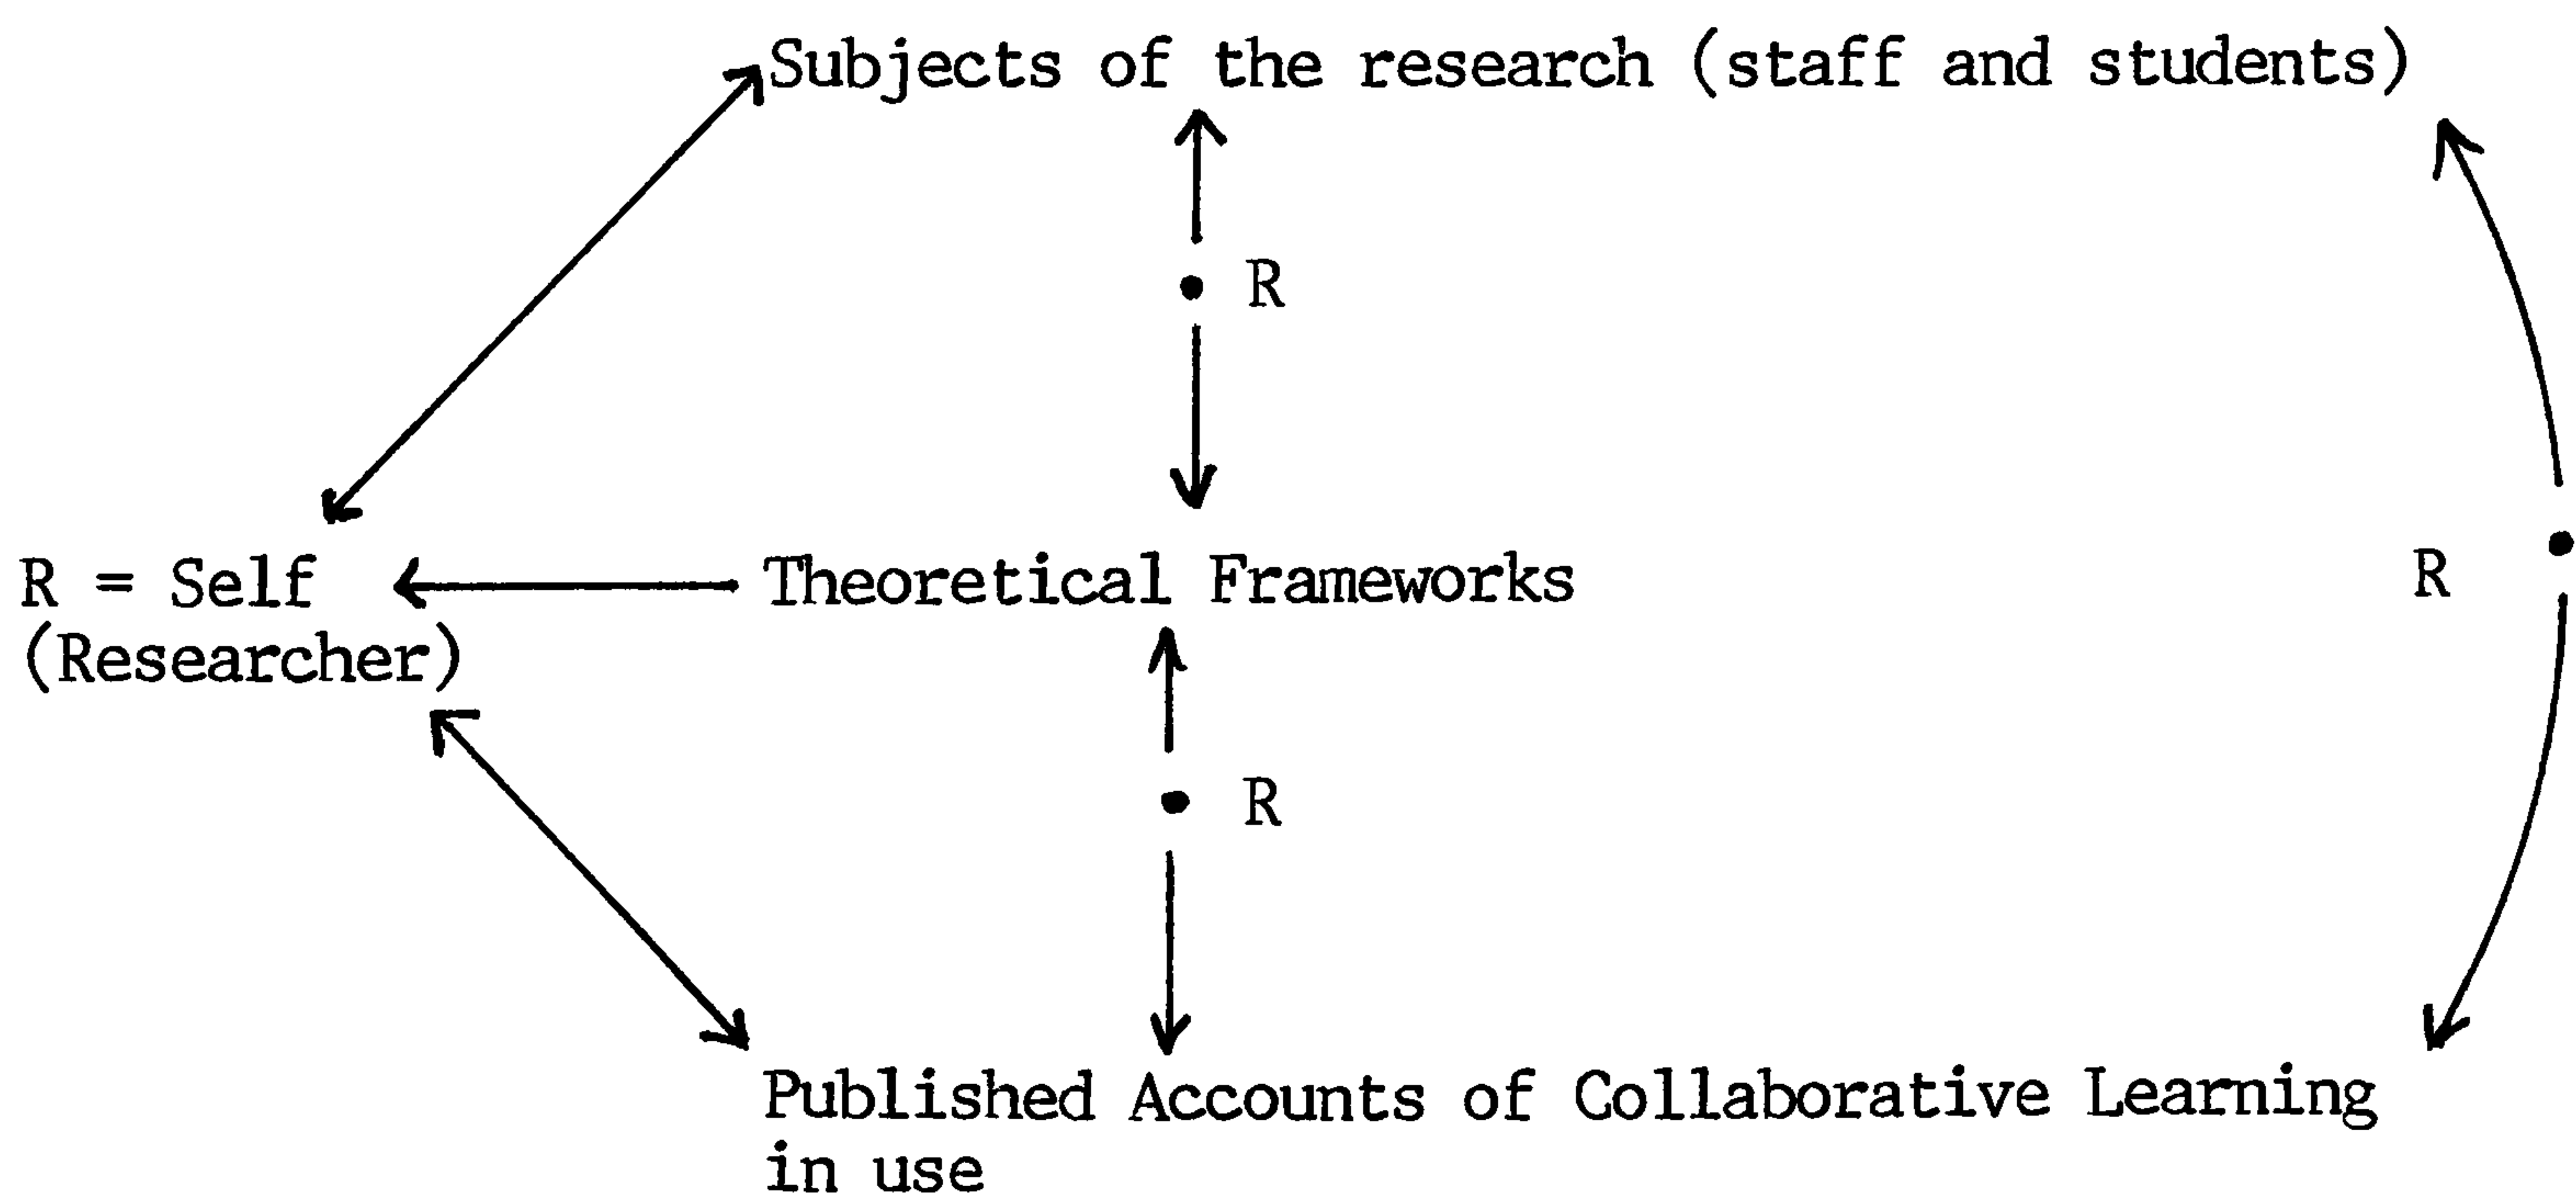 Subjects of the research (staff and students)
R
R = Self
(Researcher)
Theoretical Frameworks
R
R
Published Accounts of Collaborative Learning
in use